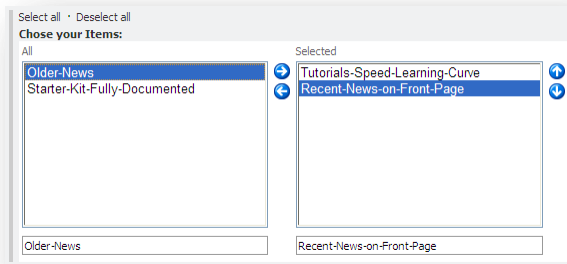 Select all · Deselect all
Chose your Items:
All
Selected
Older-News
Starter-Kit-Fully-Documented
Tutorials-Speed-Learning-Curve
Recent-News-on-Front-Page
Older-News
Recent-News-on-Front-Page